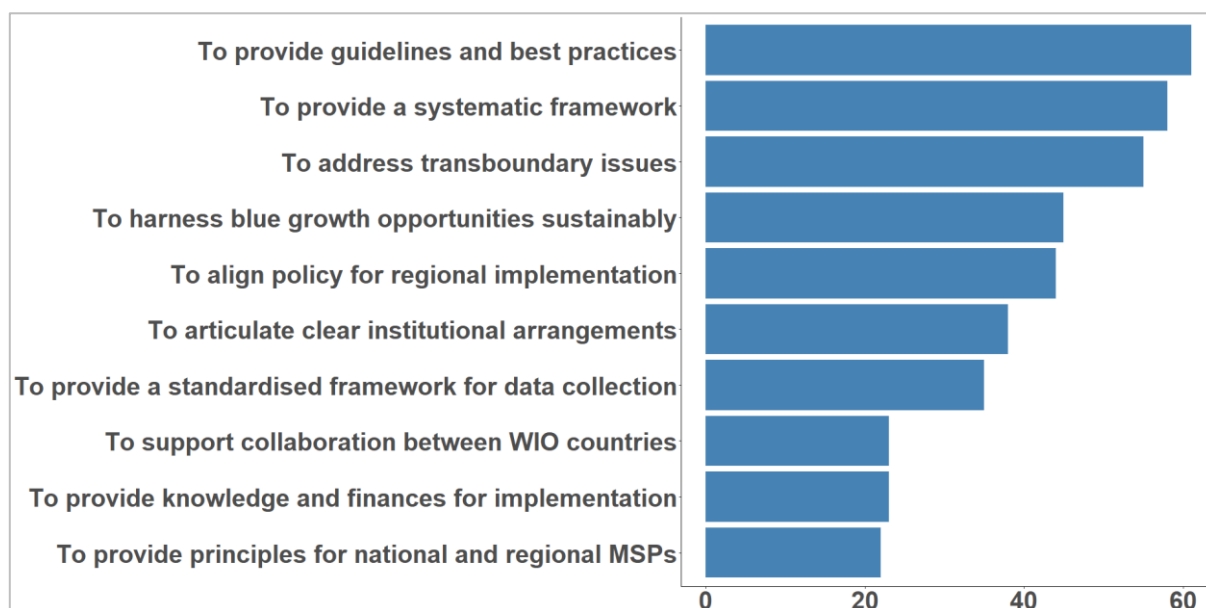 To provide guidelines and best practices
To provide a systematic framework
To address transboundary issues
To harness blue growth opportunities sustainably
To align policy for regional implementation
To articulate clear institutional arrangements
To provide a standardised framework for data collection
To support collaboration between WIO countries
To provide knowledge and finances for implementation
To provide principles for national and regional MSPs
0 20 40 60